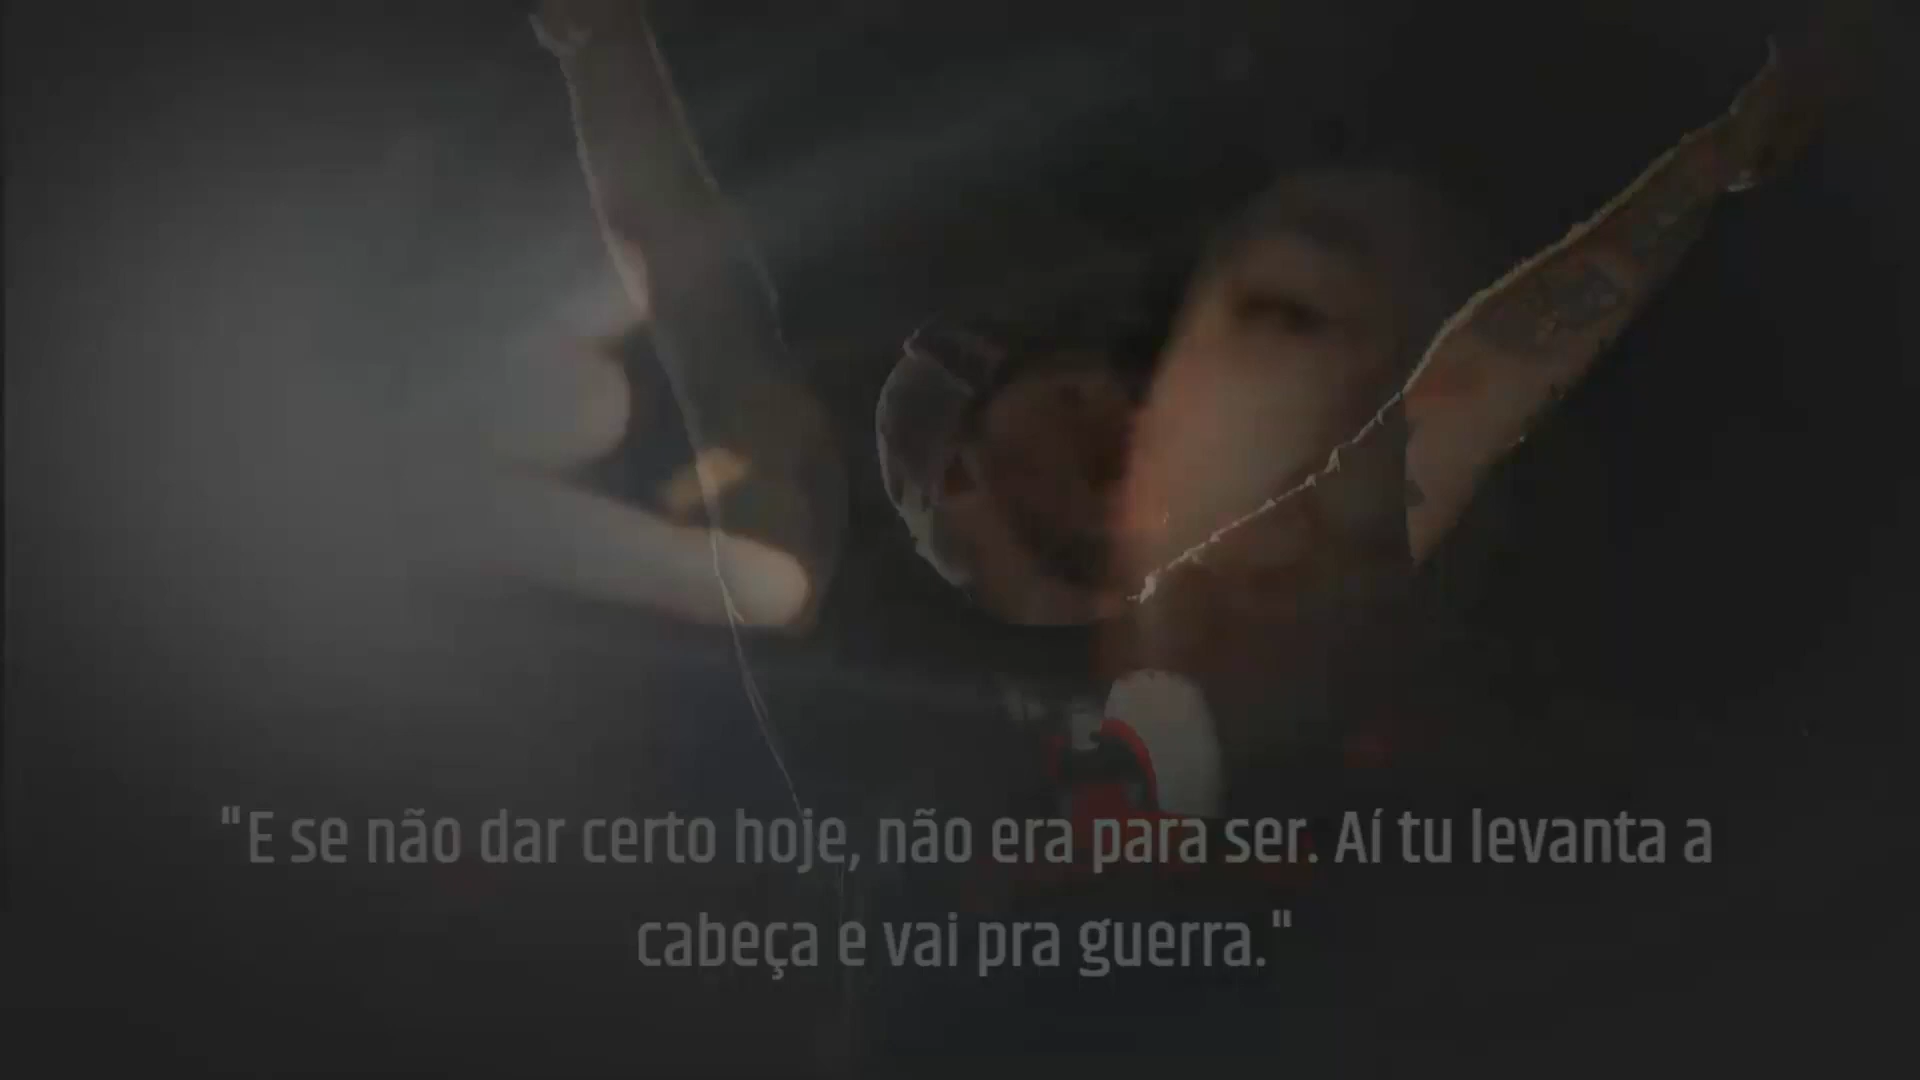 "E se não dar certo hoje, não era para ser. Aí tu levanta a
cabeça e vai pra guerra."